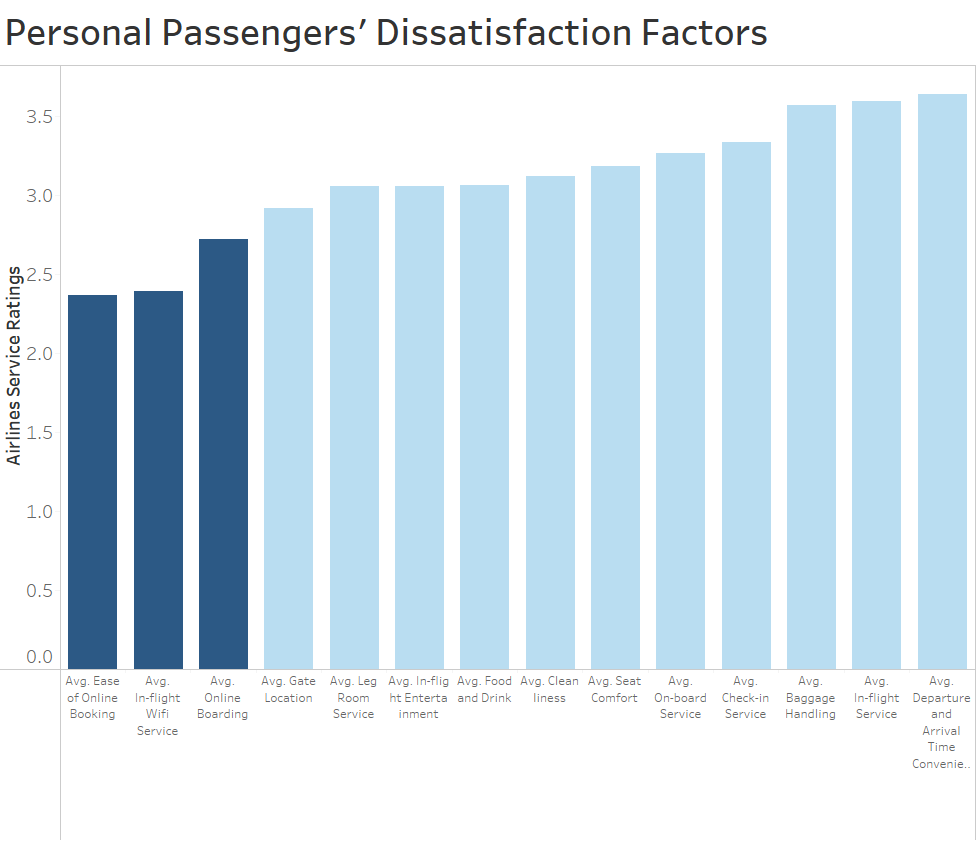 Personal Passengers’ Dissatisfaction Factors
Airlines Service Ratings
3.5
3.0
2.5
2.0
1.5
1.0
0.5
0.0
Avg. Ease
of Online
Booking
Avg.
In-flight
Wifi
Service
Avg.
Online
Boarding
Avg. Gate
Location
Avg. Leg
Room
Service
Avg. In-flig
ht Enterta
inment
Avg. Food
and Drink
Avg. Clean
liness
Avg. Seat
Comfort
Avg.
On-board
Service
Avg.
Check-in
Service
Avg.
Baggage
Handling
Avg.
In-flight
Service
Avg.
Departure
and
Arrival
Time
Convenie..